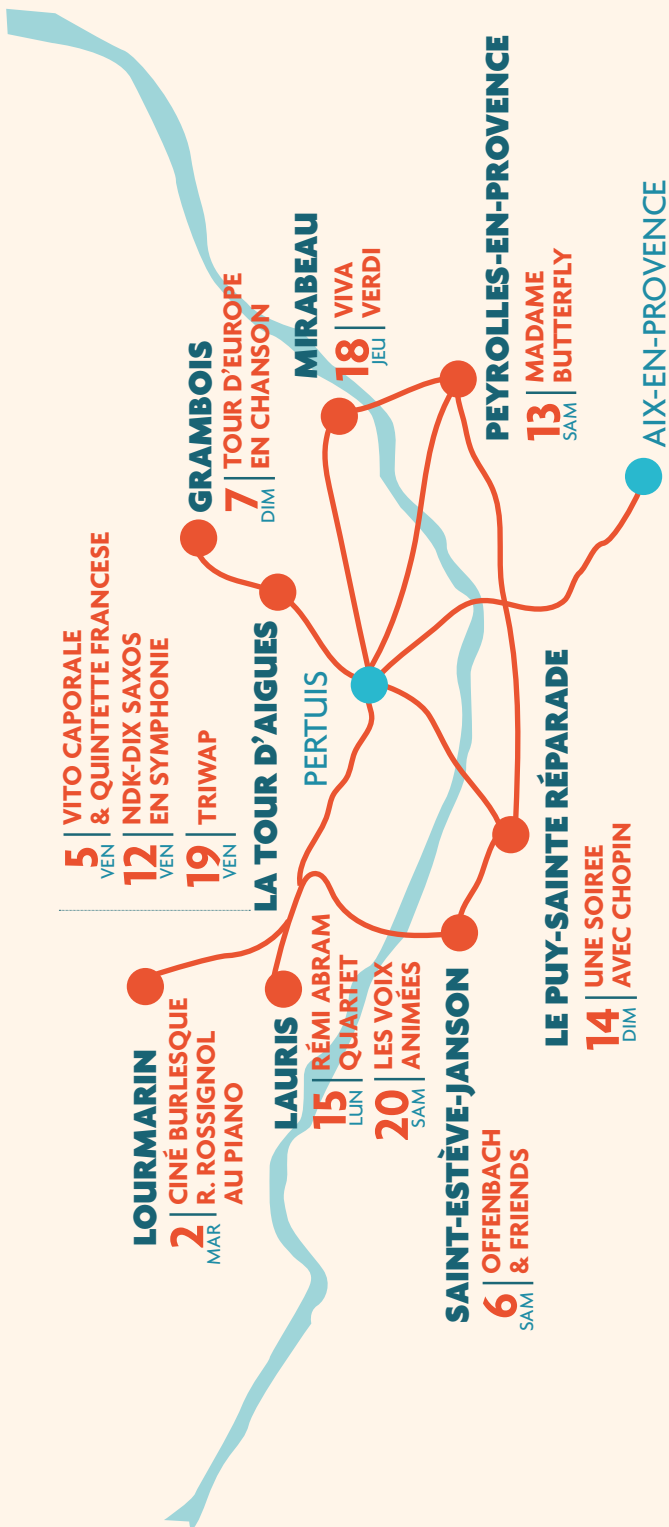 LOURMARIN
2
MAR
CINÉ BURLESQUE
R. ROSSIGNOL
AU PIANO
5
VEN
VITO CAPORALE
& QUINTETTE FRANCESE
12
VEN
NDK-DIX SAXOS
EN SYMPHONIE
19
VEN
TRIWAP
LA TOUR D'AIGUES
GRAMBOIS
7
DIM
TOUR D'EUROPE
EN CHANSON
LAURIS
15
LUN
RÉMI ABRAM
QUARTET
20
SAM
LES VOIX
ANIMÉES
PERTUIS
MIRABEAU
18
JEU
VIVA
VERDI
SAINT-ESTÈVE-JANSON
6
SAM
OFFENBACH
& FRIENDS
PEYROLLES-EN-PROVENCE
13
SAM
MADAME
BUTTERFLY
LE PUY-SAINTE RÉPARADE
14
DIM
UNE SOIREE
AVEC CHOPIN
AIX-EN-PROVENCE